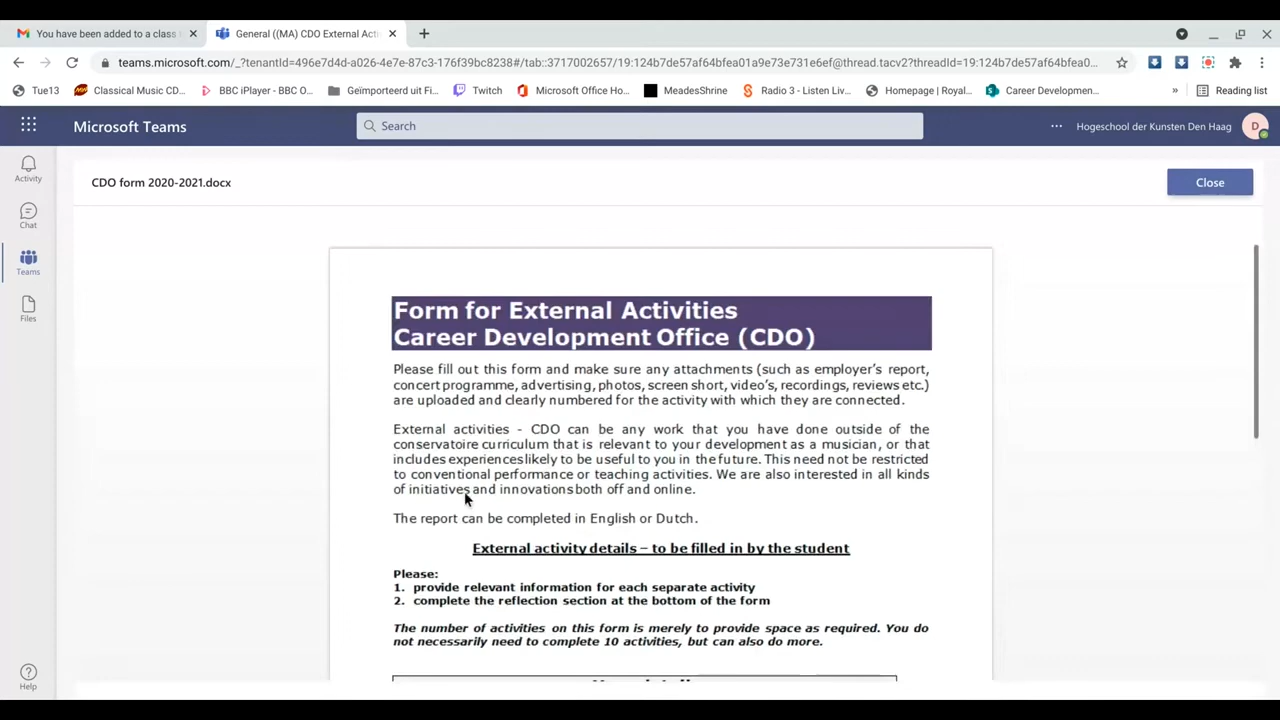 You have been added to a class
General ((MA) CDO External Acti
teams.microsoft.com/_?tenantId=496e7d4d-a026-4e7e-87c3-176f39b38238#/tab::3717002657/19:124b7de57af64bfea01a9e73e731e6ef@thread.tacv2?threadId=19:124b7de57af64bfea0...
Tue13
Classical Music CD...
BBC iPlayer - BBC O...
Geïmporteerd uit Fi...
Twitch
Microsoft Office Ho...
MeadesShrine
Radio 3 - Listen Liv...
Homepage | Royal...
Career Developmen...
»
Reading list
Microsoft Teams
Search
...
Hogeschool der Kunsten Den Haag
D
Activity
Chat
Teams
Files
Help
CDO form 2020-2021.docx
Close
Form for External Activities
Career Development Office (CDO)
Please fill out this form and make sure any attachments (such as employer's report,
concert programme, advertising, photos, screen short, video's, recordings, reviews etc.)
are uploaded and clearly numbered for the activity with which they are connected.
External activities - CDO can be any work that you have done outside of the
conservatoire curriculum that is relevant to your development as a musician, or that
includes experiences likely to be useful to you in the future. This need not be restricted
to conventional performance or teaching activities. We are also interested in all kinds
of initiatives and innovations both off and online.
The report can be completed in English or Dutch.
External activity details – to be filled in by the student
Please:
1. provide relevant information for each separate activity
2. complete the reflection section at the bottom of the form
The number of activities on this form is merely to provide space as required. You do
not necessarily need to complete 10 activities, but can also do more.